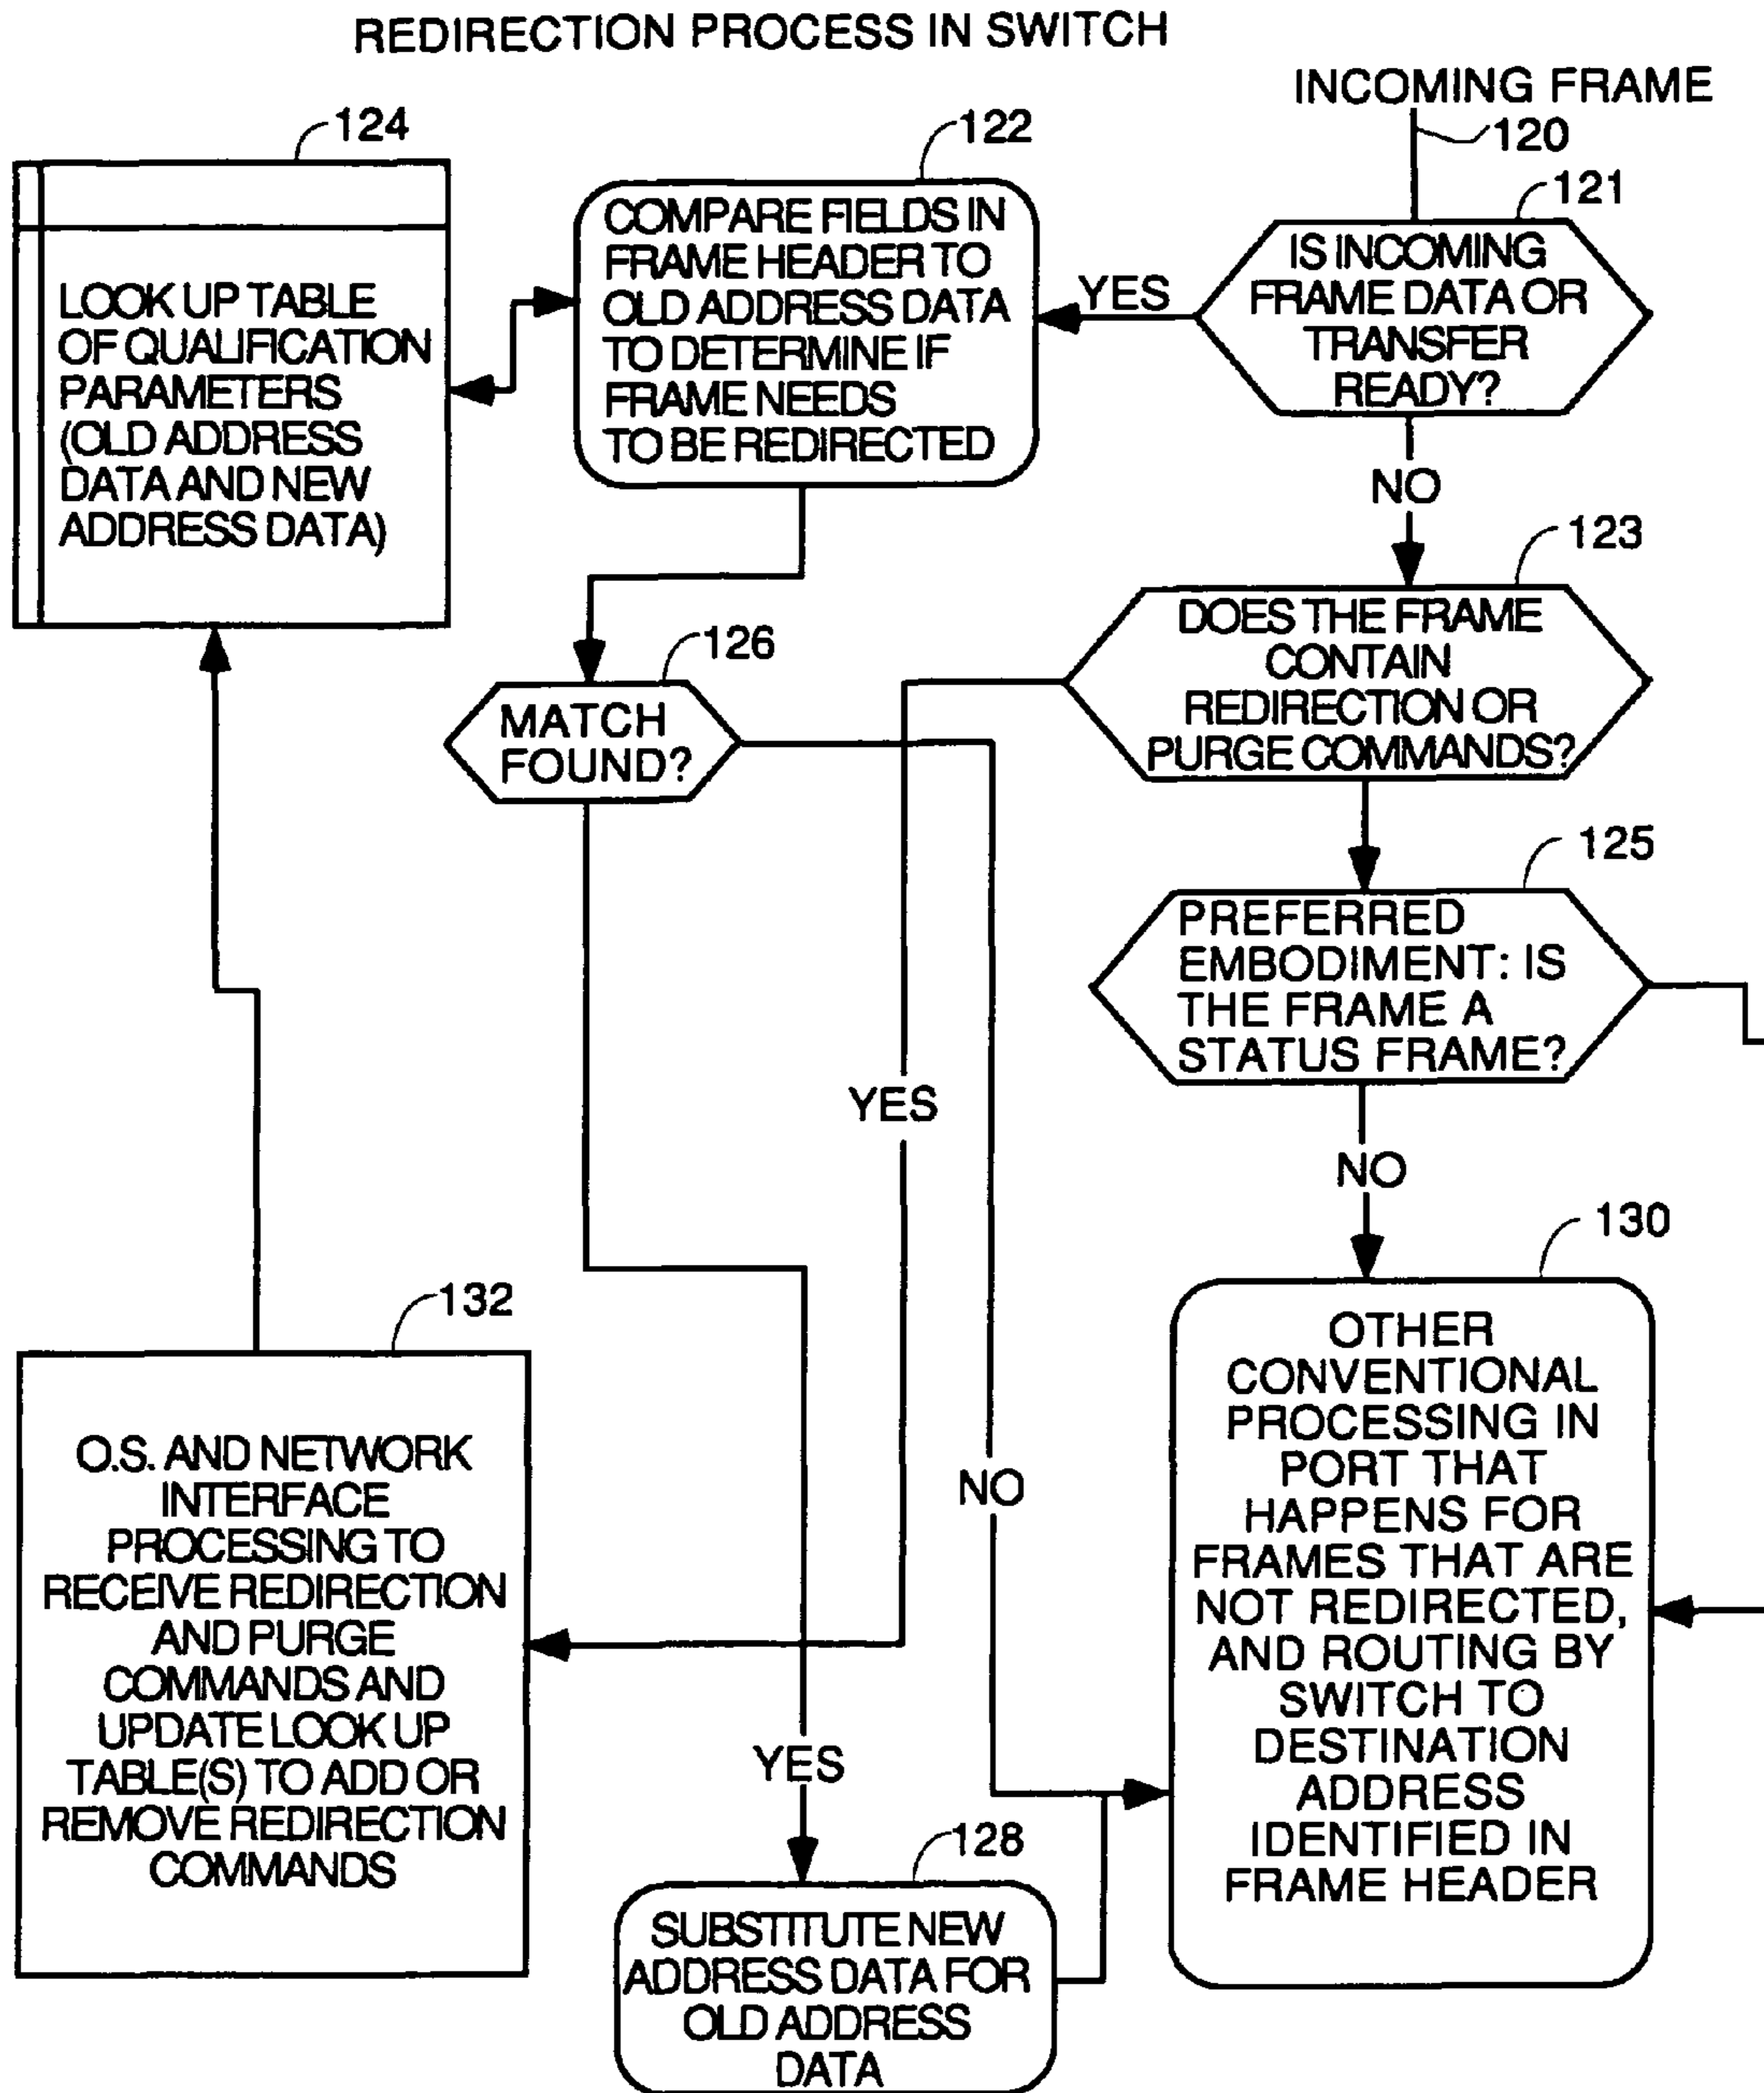 REDIRECTION PROCESS IN SWITCH
INCOMING FRAME
120
121
IS INCOMING
FRAME DATA OR
TRANSFER
READY?
YES
NO
122
COMPARE FIELDS IN
FRAME HEADER TO
OLD ADDRESS DATA
TO DETERMINE IF
FRAME NEEDS
TO BE REDIRECTED
124
LOOK UP TABLE
OF QUALIFICATION
PARAMETERS
(OLD ADDRESS
DATA AND NEW
ADDRESS DATA)
123
DOES THE FRAME
CONTAIN
REDIRECTION OR
PURGE COMMANDS?
126
MATCH
FOUND?
125
PREFERRED
EMBODIMENT: IS
THE FRAME A
STATUS FRAME?
YES
NO
130
OTHER
CONVENTIONAL
PROCESSING IN
PORT THAT
HAPPENS FOR
FRAMES THAT ARE
NOT REDIRECTED,
AND ROUTING BY
SWITCH TO
DESTINATION
ADDRESS
IDENTIFIED IN
FRAME HEADER
132
O.S. AND NETWORK
INTERFACE
PROCESSING TO
RECEIVE REDIRECTION
AND PURGE
COMMANDS AND
UPDATE LOOK UP
TABLE(S) TO ADD OR
REMOVE REDIRECTION
COMMANDS
NO
YES
128
SUBSTITUTE NEW
ADDRESS DATA FOR
OLD ADDRESS
DATA